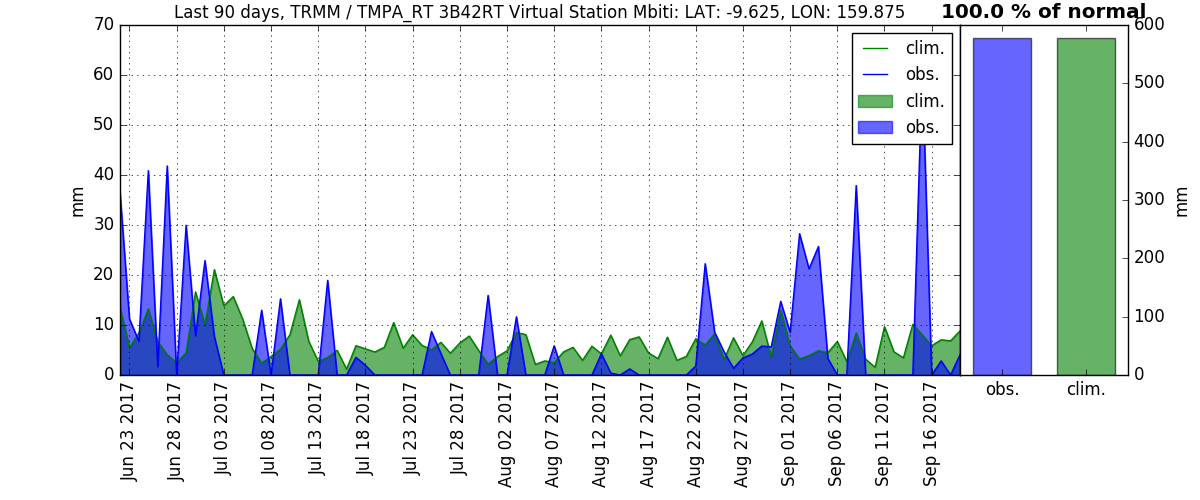 Last 90 days, TRMM / TMPA_RT 3B42RT Virtual Station Mbiti: LAT: -9.625, LON: 159.875
100.0 % of normal
70
60
50
40
30
20
10
0
mm
clim.
obs.
clim.
obs.
600
500
400
300
200
100
0
mm
obs.
clim.
Jun 23 2017
Jun 28 2017
Jul 03 2017
Jul 08 2017
Jul 13 2017
Jul 18 2017
Jul 23 2017
Jul 28 2017
Aug 02 2017
Aug 07 2017
Aug 12 2017
Aug 17 2017
Aug 22 2017
Aug 27 2017
Sep 01 2017
Sep 06 2017
Sep 11 2017
Sep 16 2017